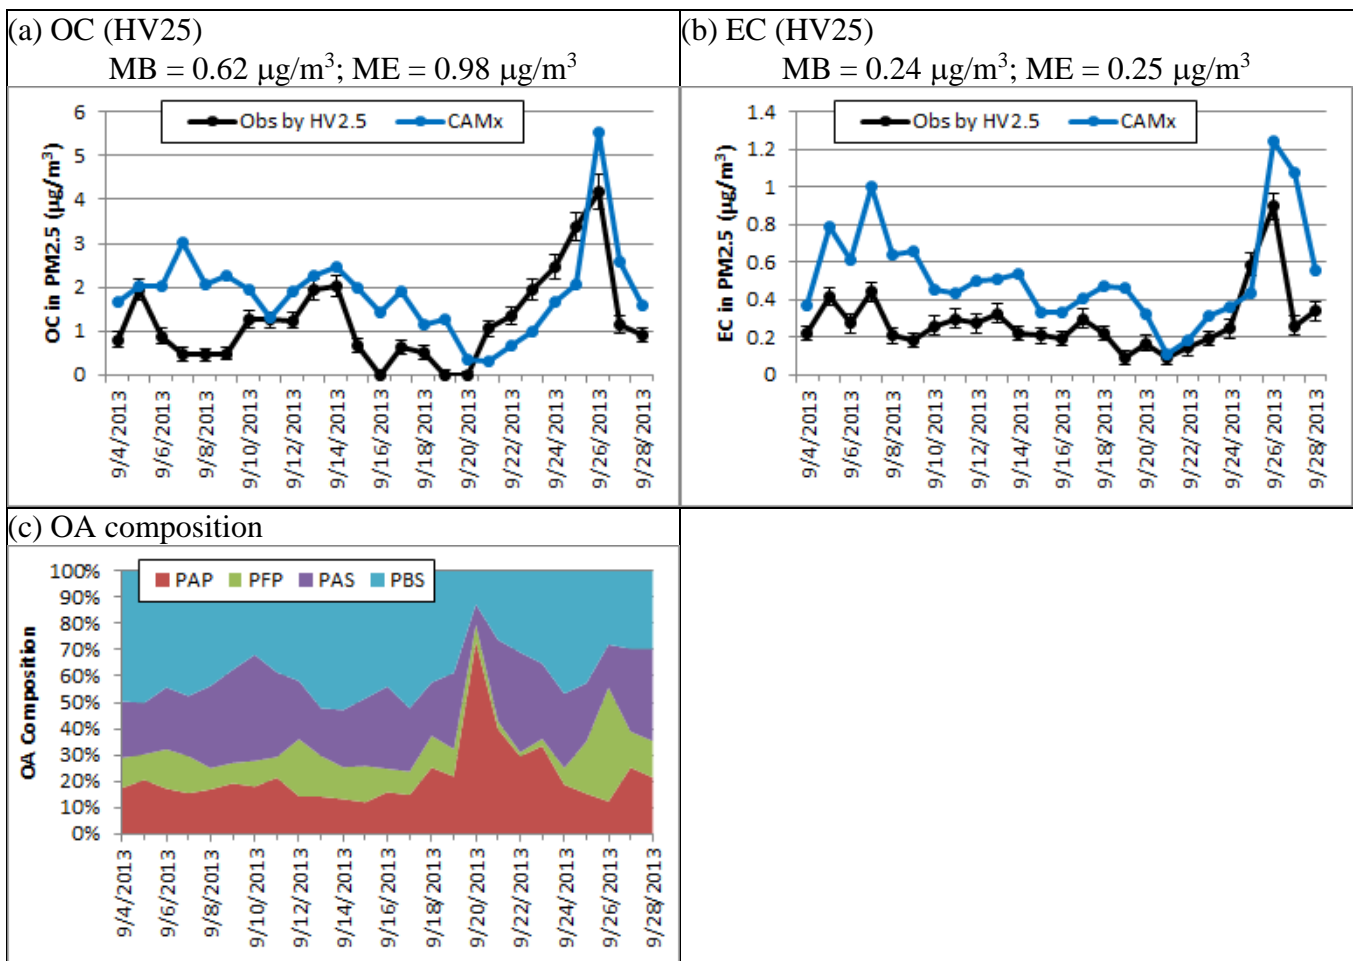 (a) OC (HV25)
MB = 0.62 μg/m³; ME = 0.98 μg/m³
Obs by HV2.5 CAMx
OC in PM2.5 (μg/m³)
6
5
4
3
2
1
0
9/4/2013 9/6/2013 9/8/2013 9/10/2013 9/12/2013 9/14/2013 9/16/2013 9/18/2013 9/20/2013 9/22/2013 9/24/2013 9/26/2013 9/28/2013
(b) EC (HV25)
MB = 0.24 μg/m³; ME = 0.25 μg/m³
Obs by HV2.5 CAMx
EC in PM2.5 (μg/m³)
1.4
1.2
1
0.8
0.6
0.4
0.2
0
9/4/2013 9/6/2013 9/8/2013 9/10/2013 9/12/2013 9/14/2013 9/16/2013 9/18/2013 9/20/2013 9/22/2013 9/24/2013 9/26/2013 9/28/2013
(c) OA composition
PAP PFP PAS PBS
OA Composition
100%
90%
80%
70%
60%
50%
40%
30%
20%
10%
0%
9/4/2013 9/6/2013 9/8/2013 9/10/2013 9/12/2013 9/14/2013 9/16/2013 9/18/2013 9/20/2013 9/22/2013 9/24/2013 9/26/2013 9/28/2013